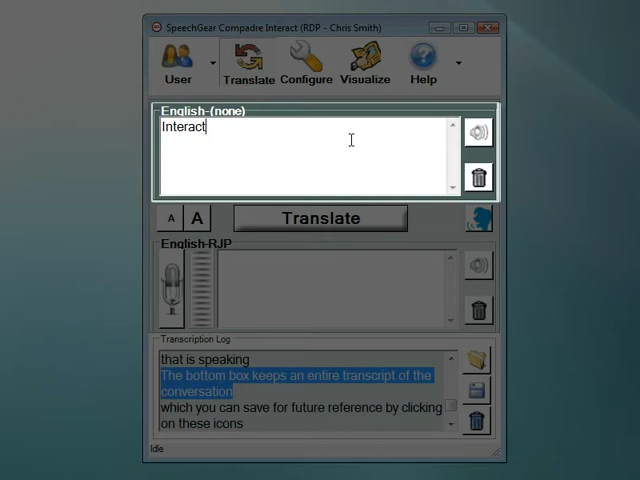 SpeechGear Compadre Interact (RDP - Chris Smith)
User Translate Configure Visualize Help
English-(none)
Interact
A A Translate
English-RJP
Transcription Log
that is speaking
The bottom box keeps an entire transcript of the
conversation
which you can save for future reference by clicking
on these icons
Idle